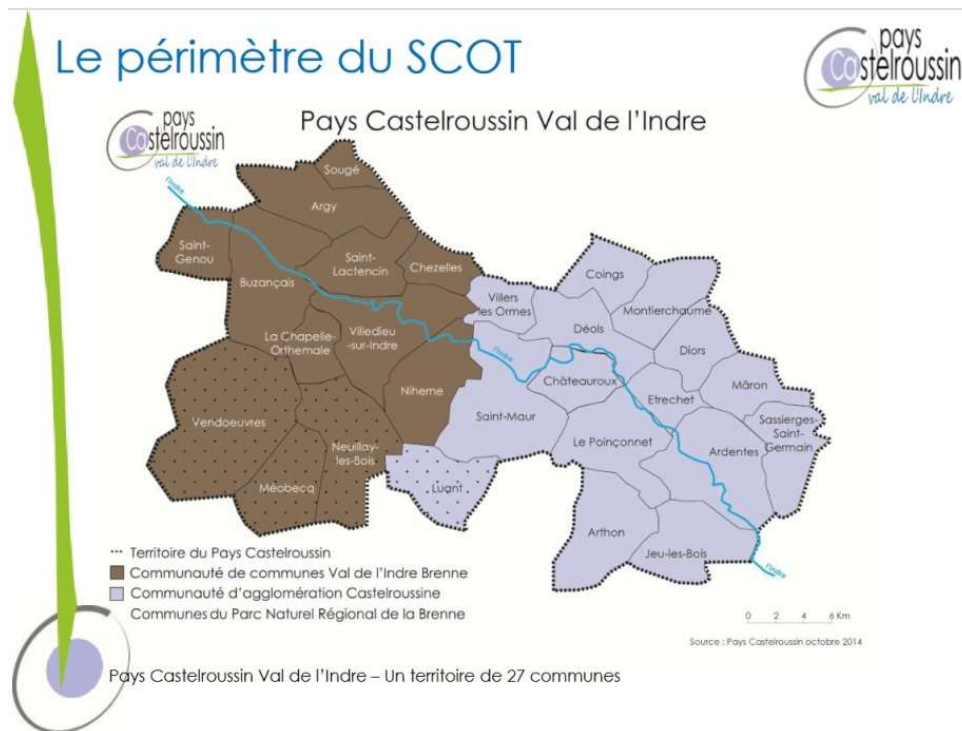 Le périmètre du SCOT
pays
Castelroussin
val de l'Indre
pays
Castelroussin
val de l'Indre
Pays Castelroussin Val de l'Indre
l'Indre
Sougé
Argy
Saint-
Genou
Saint-
Lactencin
Chezelles
Buzançais
Coings
Villers
les Ormes
Montierchaume
La Chapelle-
Orthemale
Villedieu
-sur-Indre
Déols
l'Indre
Diors
Niherne
Châteauroux
Etrechet
Mâron
Saint-Maur
Sassierges-
Saint-
Germain
Vendoeuvres
Neuillay-
les-Bois
Le Poinçonnet
Ardentes
Méobecq
Luant
Arthon
Jeu-les-Bois
l'Indre
Territoire du Pays Castelroussin
Communauté de communes Val de l'Indre Brenne
Communauté d'agglomération Castelroussine
Communes du Parc Naturel Régional de la Brenne
0 2 4 6 Km
Source : Pays Castelroussin octobre 2014
Pays Castelroussin Val de l'Indre – Un territoire de 27 communes